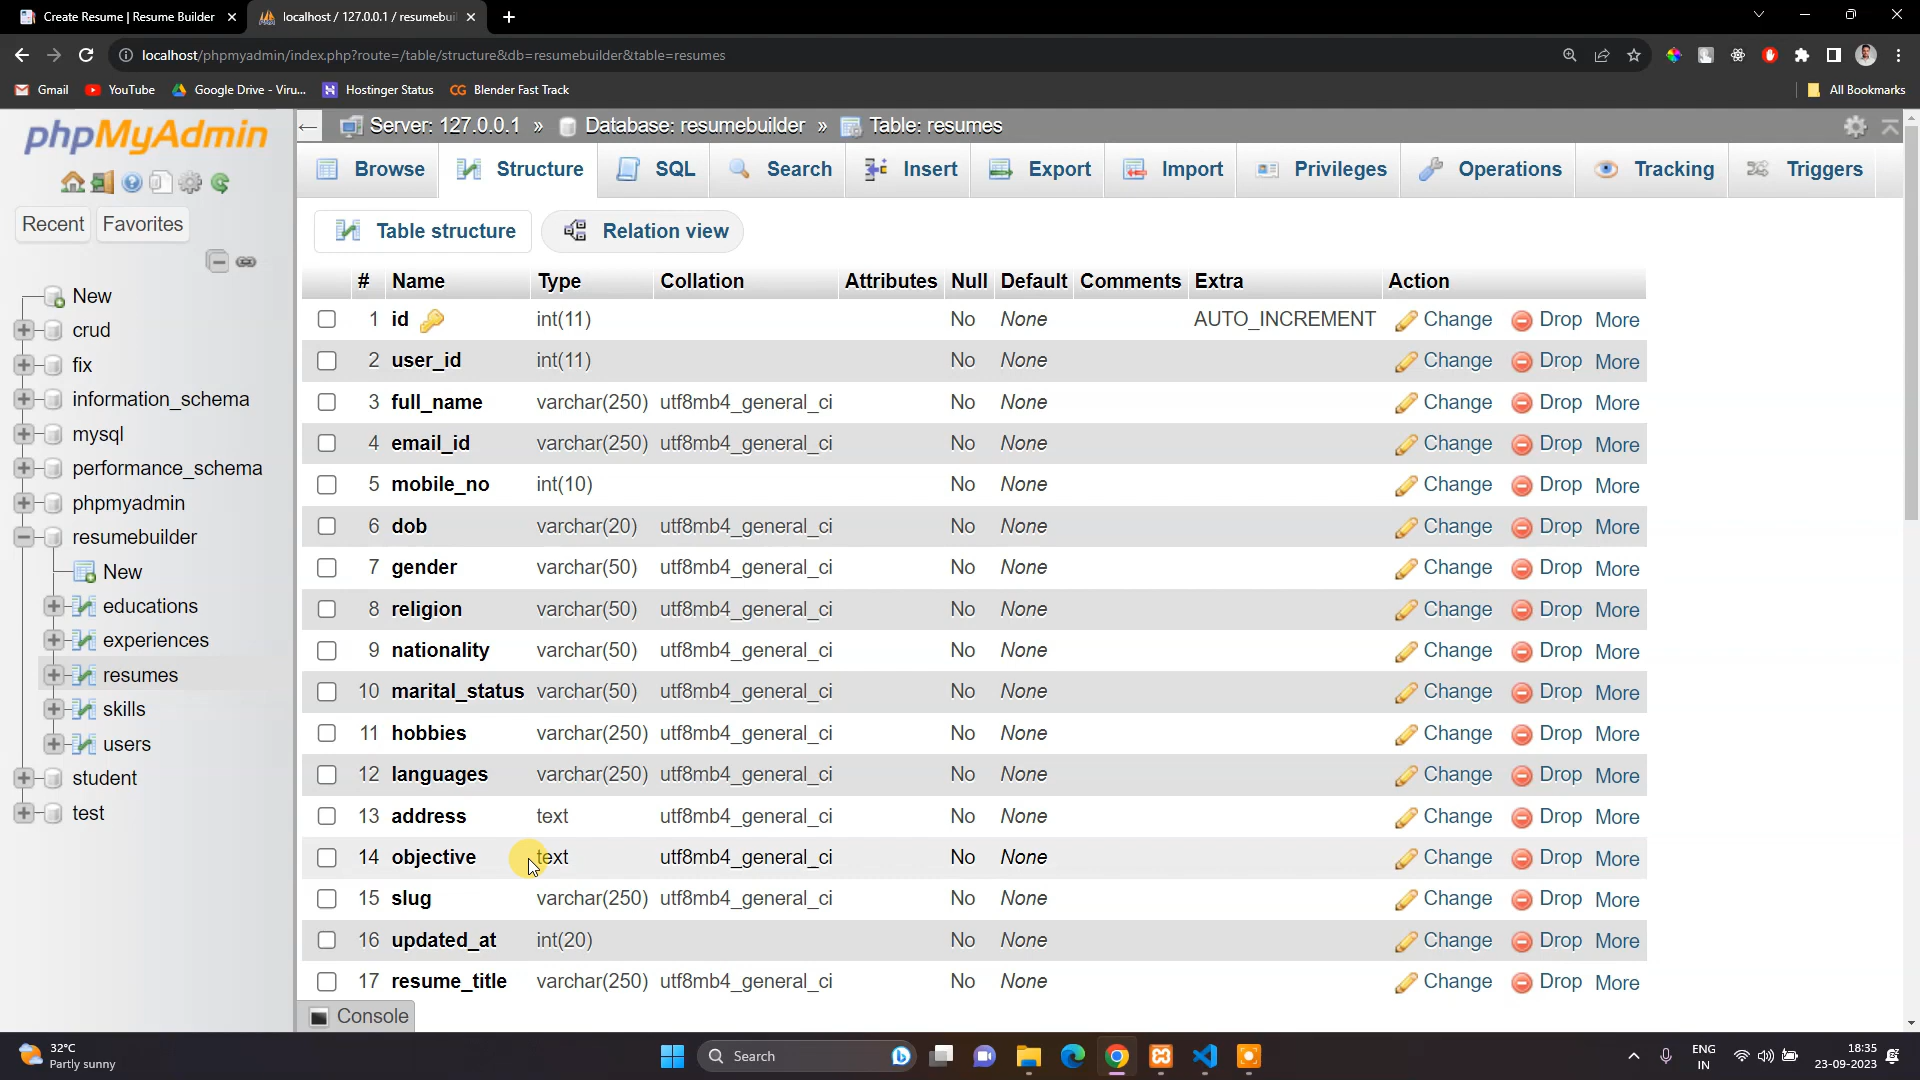 Create Resume | Resume Builder
localhost / 127.0.0.1 / resumebui
localhost/phpmyadmin/index.php?route=/table/structure&db=resumebuilder&table=resumes
Gmail YouTube Google Drive - Viru... Hostinger Status CG Blender Fast Track All Bookmarks
phpMyAdmin
Recent Favorites
New
crud
fix
information_schema
mysql
performance_schema
phpmyadmin
resumebuilder
New
educations
experiences
resumes
skills
users
student
test
Server: 127.0.0.1 » Database: resumebuilder » Table: resumes
Browse Structure SQL Search Insert Export Import Privileges Operations Tracking Triggers
Table structure Relation view
# Name Type Collation Attributes Null Default Comments Extra Action
1 id int(11) No None AUTO_INCREMENT Change Drop More
2 user_id int(11) No None Change Drop More
3 full_name varchar(250) utf8mb4_general_ci No None Change Drop More
4 email_id varchar(250) utf8mb4_general_ci No None Change Drop More
5 mobile_no int(10) No None Change Drop More
6 dob varchar(20) utf8mb4_general_ci No None Change Drop More
7 gender varchar(50) utf8mb4_general_ci No None Change Drop More
8 religion varchar(50) utf8mb4_general_ci No None Change Drop More
9 nationality varchar(50) utf8mb4_general_ci No None Change Drop More
10 marital_status varchar(50) utf8mb4_general_ci No None Change Drop More
11 hobbies varchar(250) utf8mb4_general_ci No None Change Drop More
12 languages varchar(250) utf8mb4_general_ci No None Change Drop More
13 address text utf8mb4_general_ci No None Change Drop More
14 objective text utf8mb4_general_ci No None Change Drop More
15 slug varchar(250) utf8mb4_general_ci No None Change Drop More
16 updated_at int(20) No None Change Drop More
17 resume_title varchar(250) utf8mb4_general_ci No None Change Drop More
Console
32°C
Partly sunny
Search
ENG
IN
18:35
23-09-2023